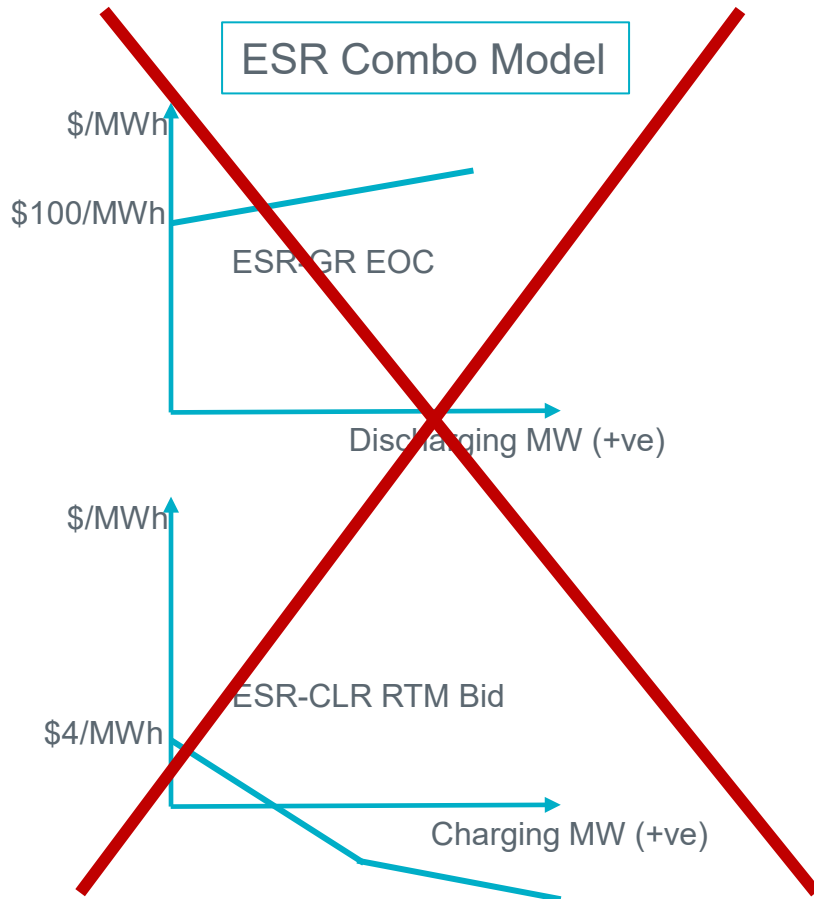 ESR Combo Model
$/MWh
$100/MWh
ESR-GR EOC
Discharging MW (+ve)
$/MWh
ESR-CLR RTM Bid
$4/MWh
Charging MW (+ve)